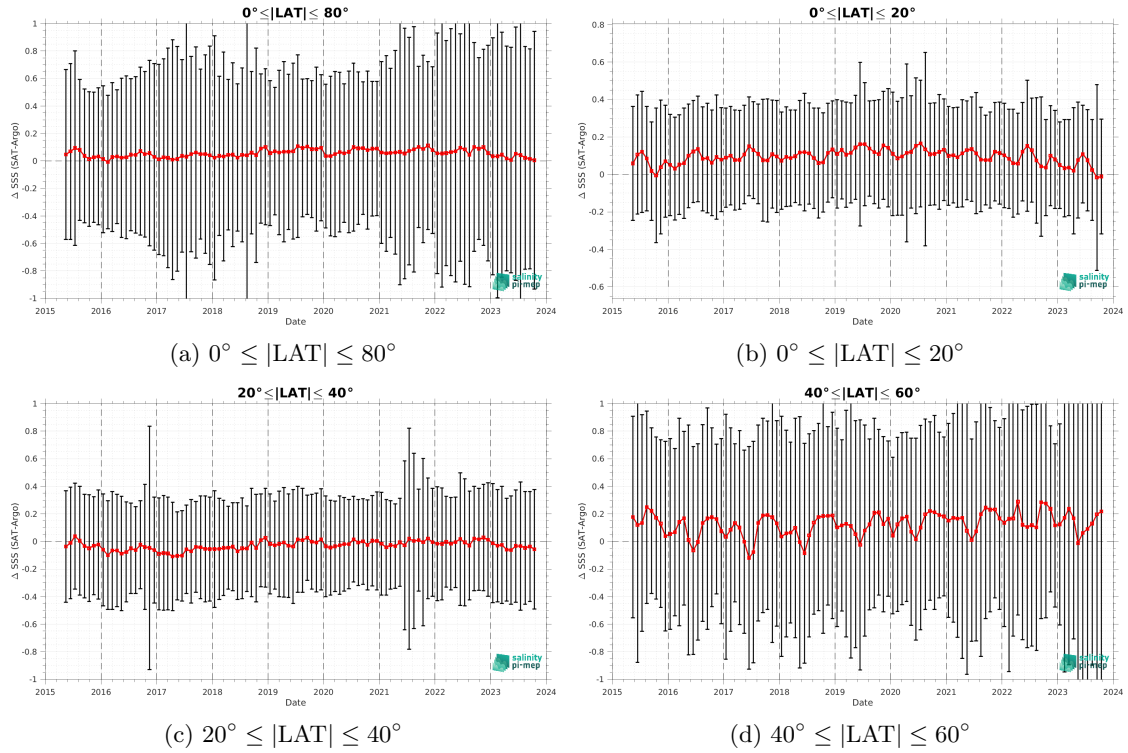 0°≤|LAT|≤ 80°
1
0.8
0.6
0.4
0.2
0
-0.2
-0.4
-0.6
-0.8
-1
Δ SSS (SAT-Argo)
2015 2016 2017 2018 2019 2020 2021 2022 2023 2024
Date
salinity
pi-mep
(a) 0° ≤ |LAT| ≤ 80°
0°≤|LAT|≤ 20°
0.8
0.6
0.4
0.2
0
-0.2
-0.4
-0.6
Δ SSS (SAT-Argo)
2015 2016 2017 2018 2019 2020 2021 2022 2023 2024
Date
salinity
pi-mep
(b) 0° ≤ |LAT| ≤ 20°
20°≤|LAT|≤ 40°
1
0.8
0.6
0.4
0.2
0
-0.2
-0.4
-0.6
-0.8
-1
Δ SSS (SAT-Argo)
2015 2016 2017 2018 2019 2020 2021 2022 2023 2024
Date
salinity
pi-mep
(c) 20° ≤ |LAT| ≤ 40°
40°≤|LAT|≤ 60°
1
0.8
0.6
0.4
0.2
0
-0.2
-0.4
-0.6
-0.8
-1
Δ SSS (SAT-Argo)
2015 2016 2017 2018 2019 2020 2021 2022 2023 2024
Date
salinity
pi-mep
(d) 40° ≤ |LAT| ≤ 60°